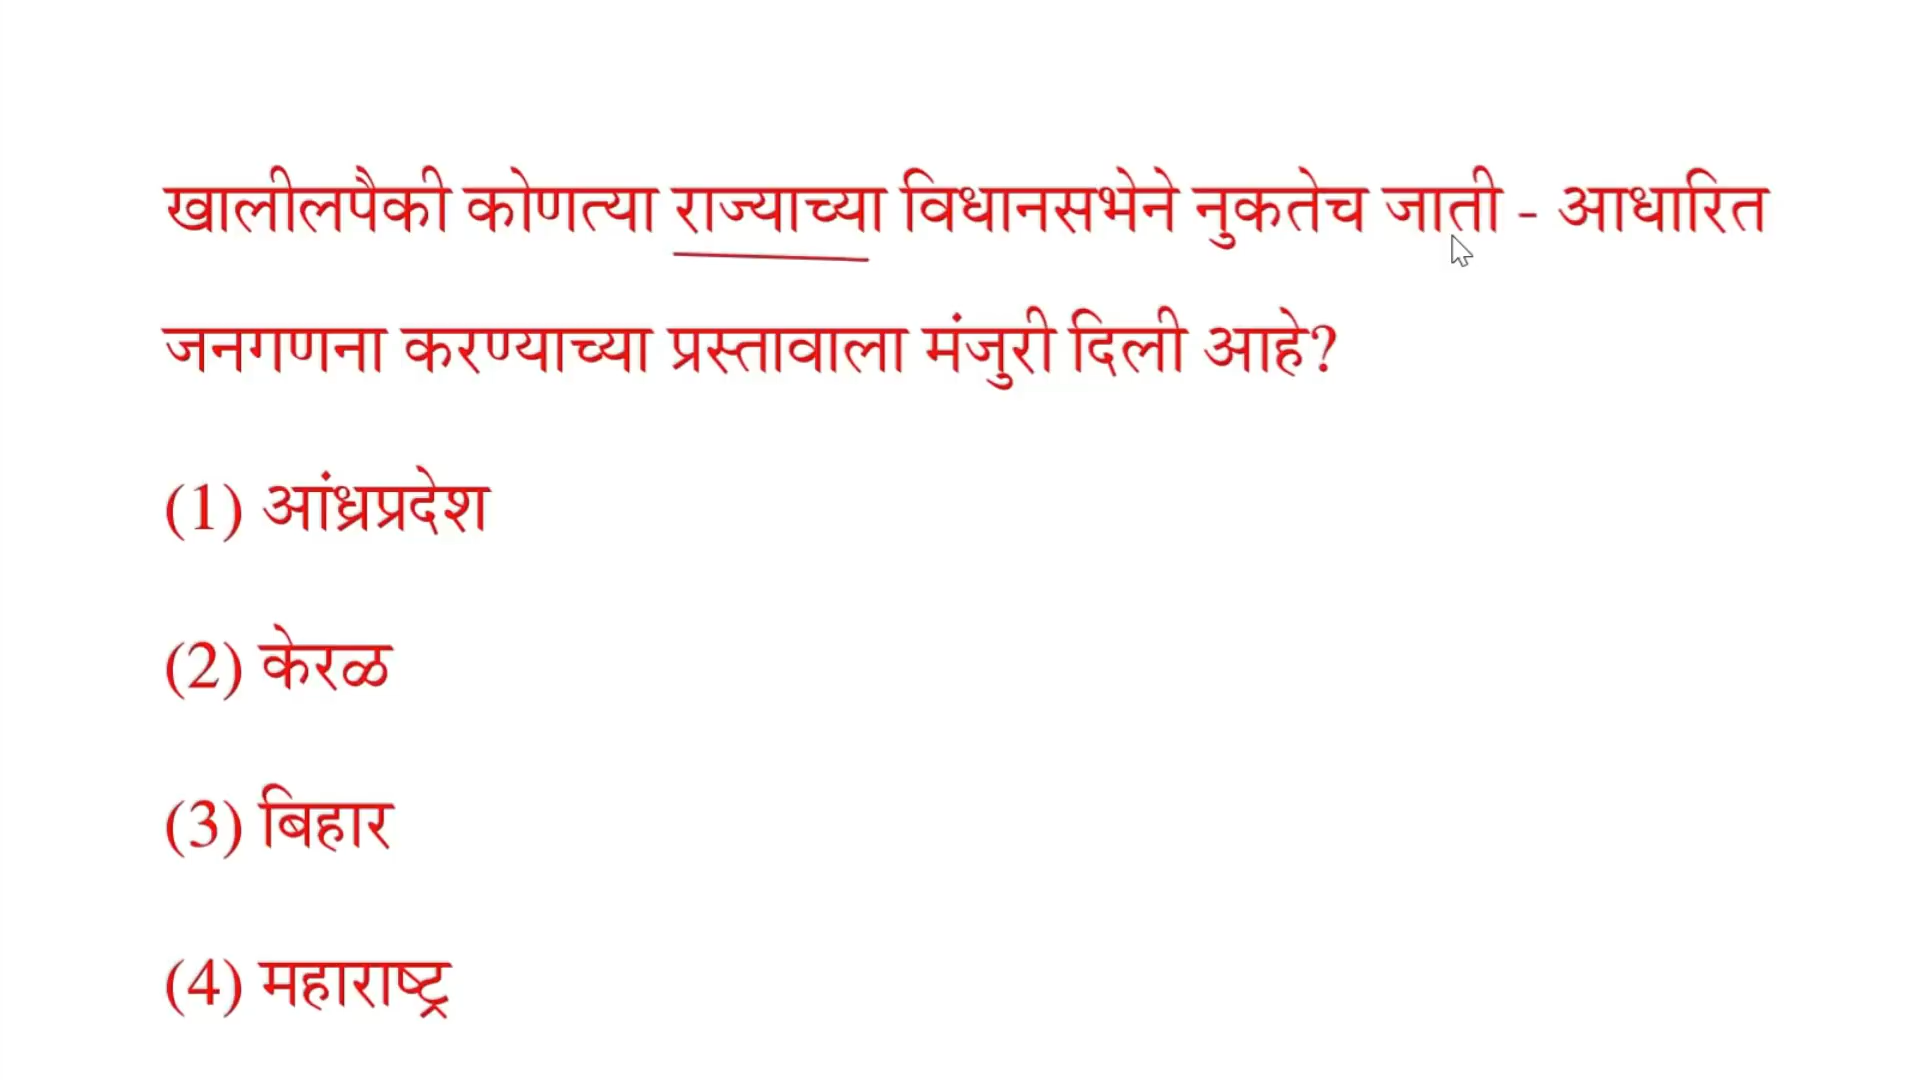 खालीलपैकी कोणत्या राज्याच्या विधानसभेने नुकतेच जाती - आधारित
जनगणना करण्याच्या प्रस्तावाला मंजुरी दिली आहे?
(1) आंध्रप्रदेश
(2) केरळ
(3) बिहार
(4) महाराष्ट्र